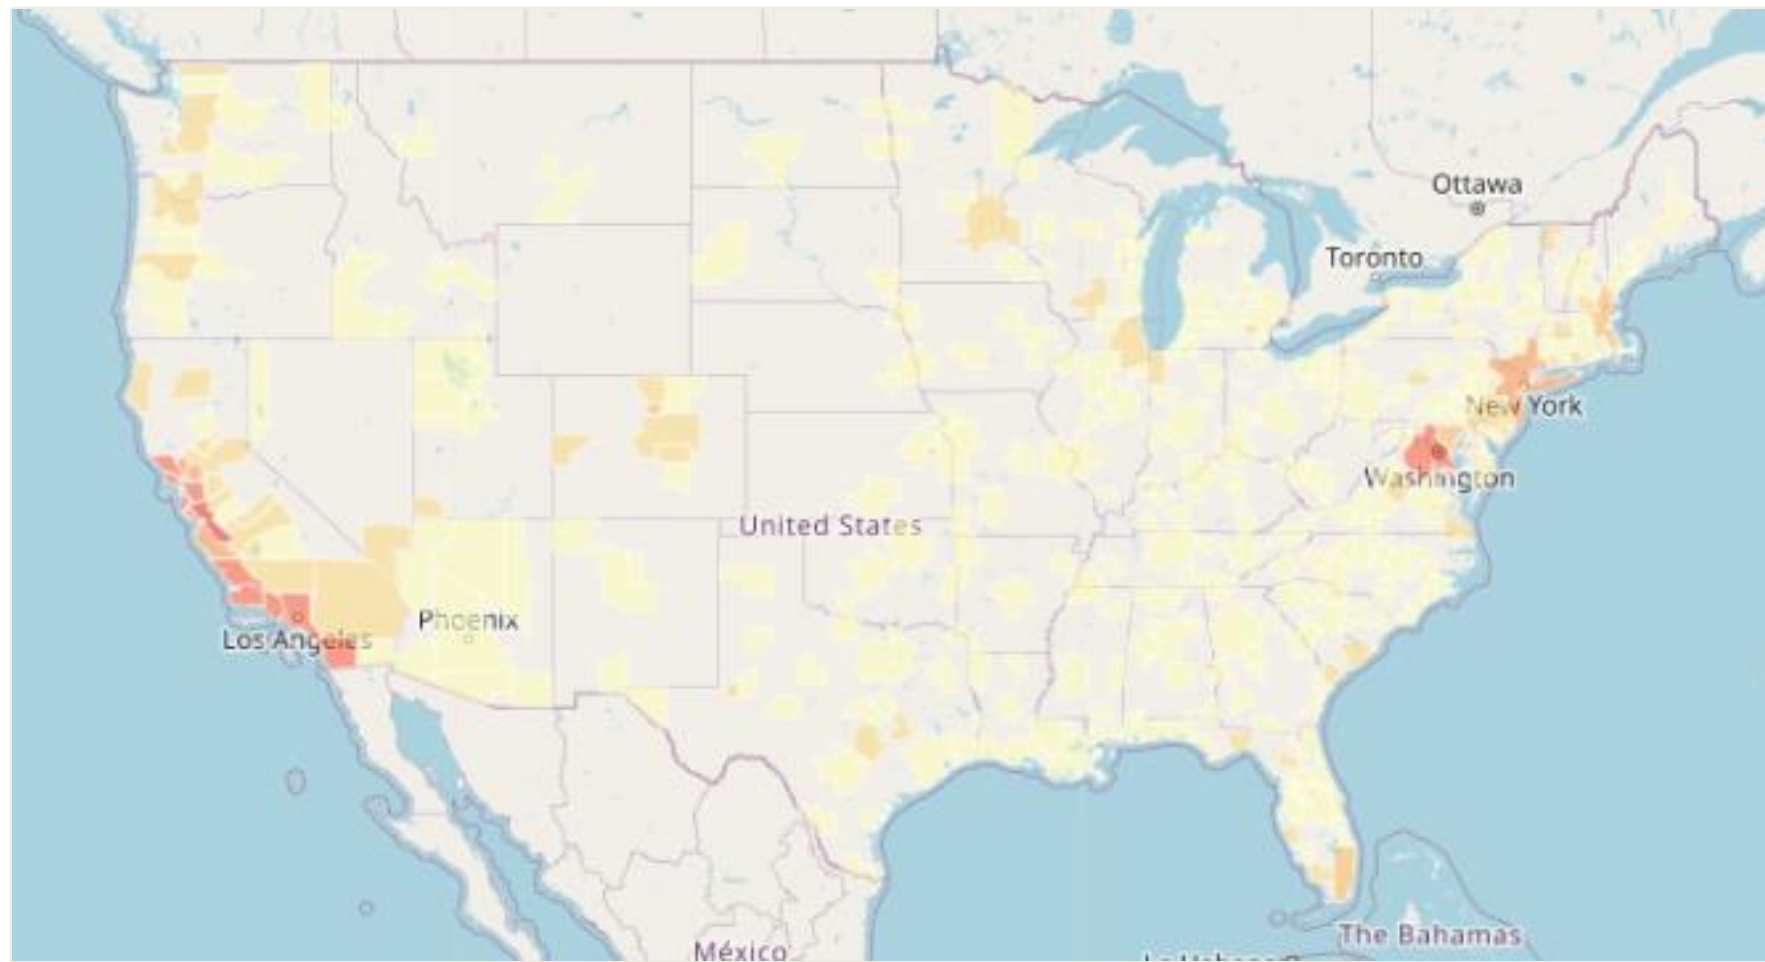 Ottawa
Toronto
New York
Washington
United States
Phoenix
Los Angeles
The Bahamas
México